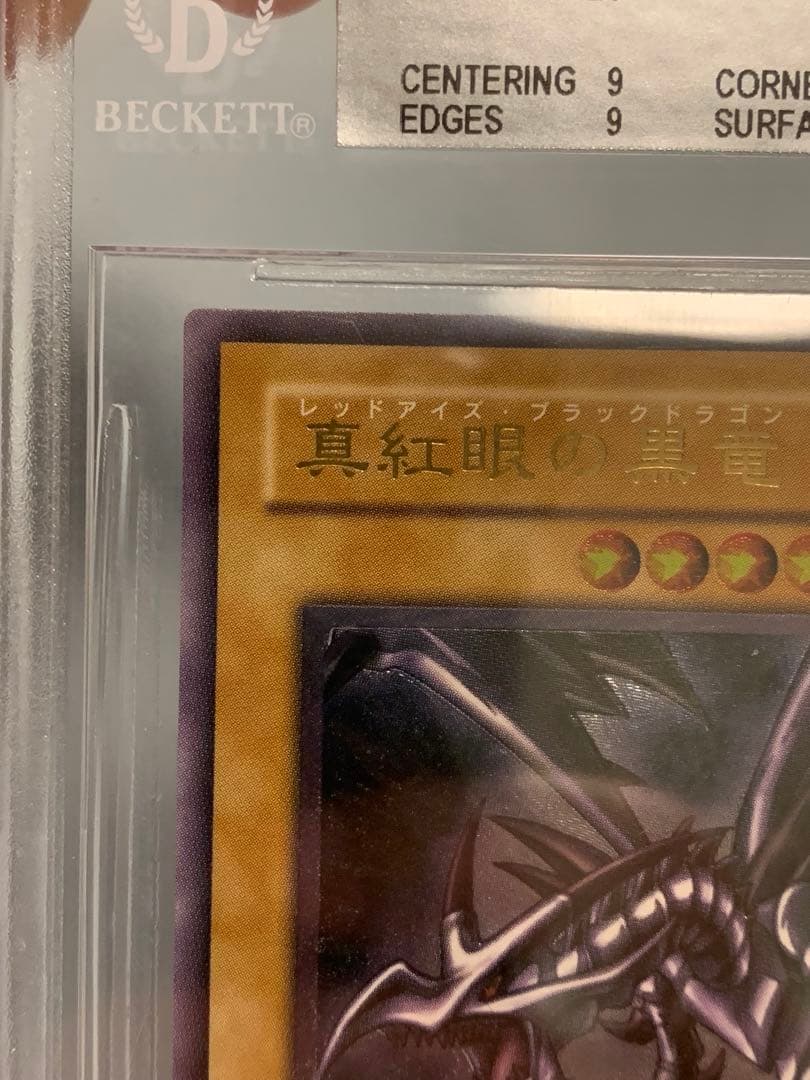 BECKETT®
CENTERING 9 CORNE
EDGES 9 SURFA
レッドアイズ・ブラックドラゴン
真紅眼の黒竜